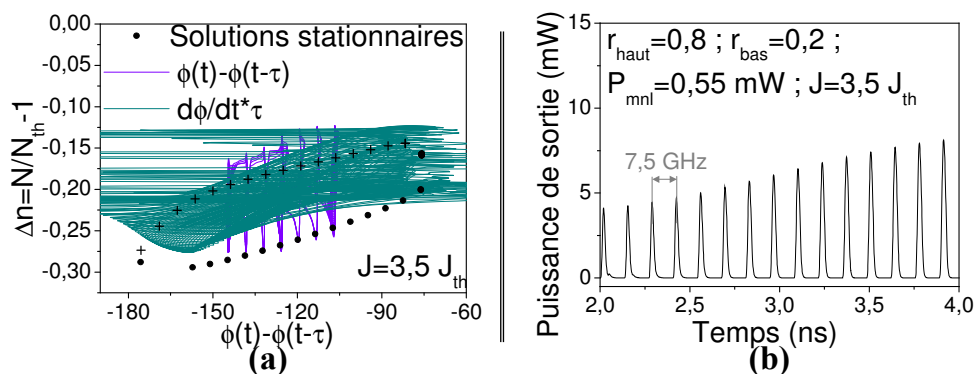 0,00
-0,05
-0,10
-0,15
-0,20
-0,25
-0,30
Δn=N/N_th-1
Solutions stationnaires
ϕ(t)-ϕ(t-τ)
dϕ/dt*τ
J=3,5 J_th
-180 -150 -120 -90 -60
ϕ(t)-ϕ(t-τ)
(a)
15
10
5
0
Puissance de sortie (mW)
r_haut=0,8 ; r_bas=0,2 ;
P_mnl=0,55 mW ; J=3,5 J_th
7,5 GHz
2,0 2,5 3,0 3,5 4,0
Temps (ns)
(b)